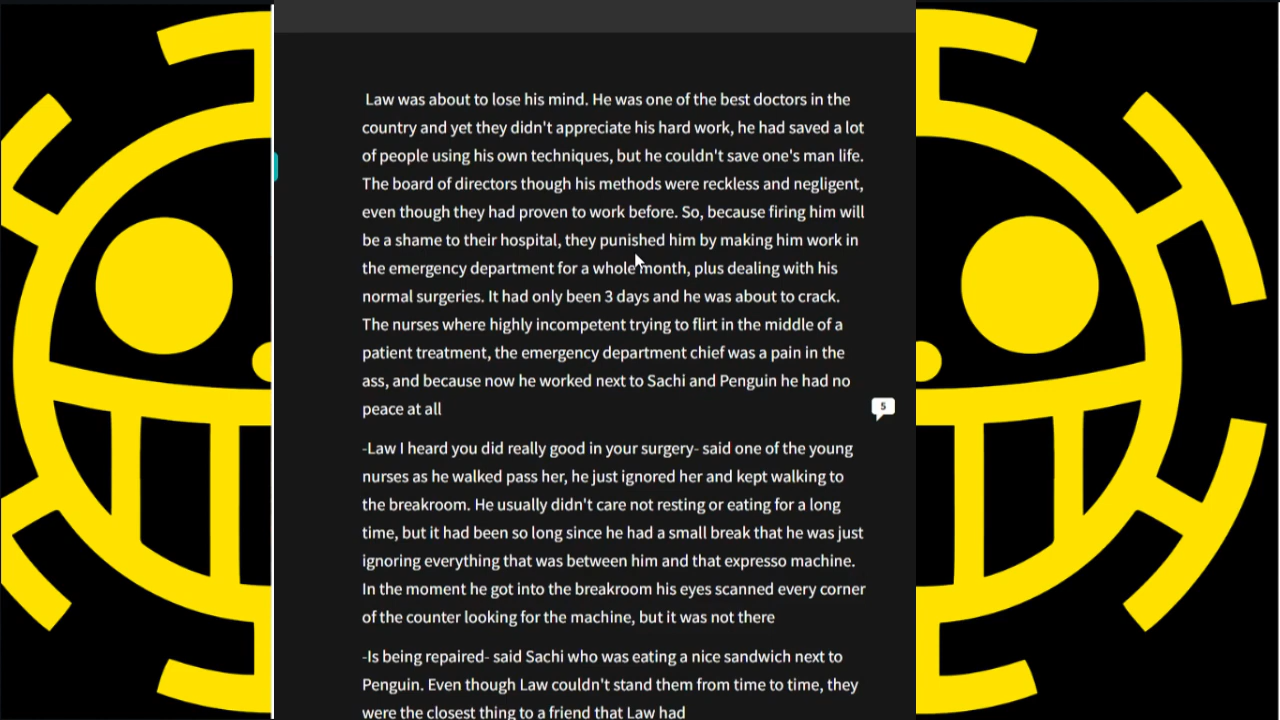 Law was about to lose his mind. He was one of the best doctors in the
country and yet they didn't appreciate his hard work, he had saved a lot
of people using his own techniques, but he couldn't save one's man life.
The board of directors though his methods were reckless and negligent,
even though they had proven to work before. So, because firing him will
be a shame to their hospital, they punished him by making him work in
the emergency department for a whole month, plus dealing with his
normal surgeries. It had only been 3 days and he was about to crack.
The nurses where highly incompetent trying to flirt in the middle of a
patient treatment, the emergency department chief was a pain in the
ass, and because now he worked next to Sachi and Penguin he had no
peace at all
5
-Law I heard you did really good in your surgery- said one of the young
nurses as he walked pass her, he just ignored her and kept walking to
the breakroom. He usually didn't care not resting or eating for a long
time, but it had been so long since he had a small break that he was just
ignoring everything that was between him and that expresso machine.
In the moment he got into the breakroom his eyes scanned every corner
of the counter looking for the machine, but it was not there
-Is being repaired- said Sachi who was eating a nice sandwich next to
Penguin. Even though Law couldn't stand them from time to time, they
were the closest thing to a friend that Law had